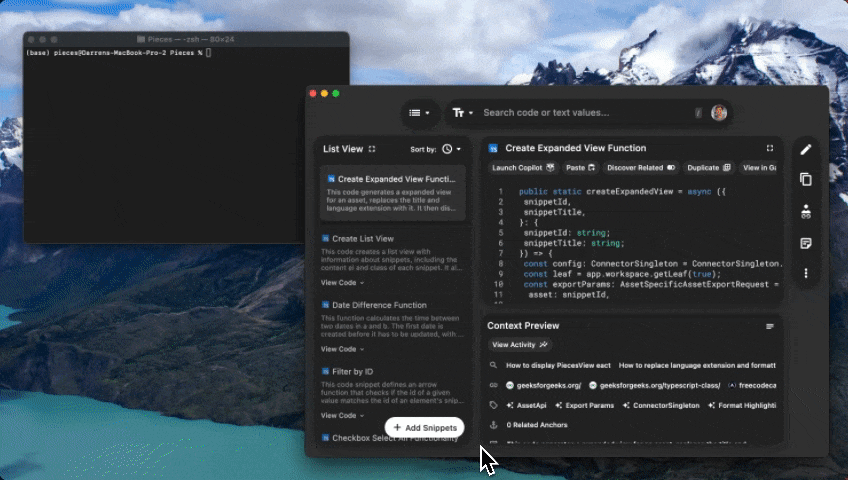 Pieces — -zsh — 80×24
(base) pieces@Darrens-MacBook-Pro-2 Pieces %
Search code or text values...
/
List View
Sort by:
Create Expanded View Functi...
This code generates a expanded view
for an asset, replaces the title and
language extension with it. It then dis...
Create List View
This code creates a list view with
information about snippets, including the
content ai and class of each snippet. It al...
View Code
Date Difference Function
This function calculates the time between
two dates in a and b. The first date is
created before it has to be updated, with...
View Code
Filter by ID
This code snippet defines an arrow
function that checks if the id of a given
value matches the id of an element's snip...
View Code
Checkbox Select All Functionality
+ Add Snippets
Create Expanded View Function
Launch Copilot
Paste
Discover Related
Duplicate
View in Ga
1 public static createExpandedView = async ({
2 snippetId,
3 snippetTitle,
4 }: {
5 snippetId: string;
6 snippetTitle: string;
7 }) => {
8 const config: ConnectorSingleton = ConnectorSingleton.
9 const leaf = app.workspace.getLeaf(true);
10 const exportParams: AssetSpecificAssetExportRequest =
11 asset: snippetId,
Context Preview
View Activity
How to display PiecesView eact How to replace language extension and formatt
geeksforgeeks.org/ geeksforgeeks.org/typescript-class/ freecodeca
AssetApi Export Params ConnectorSingleton Format Highlighti
0 Related Anchors